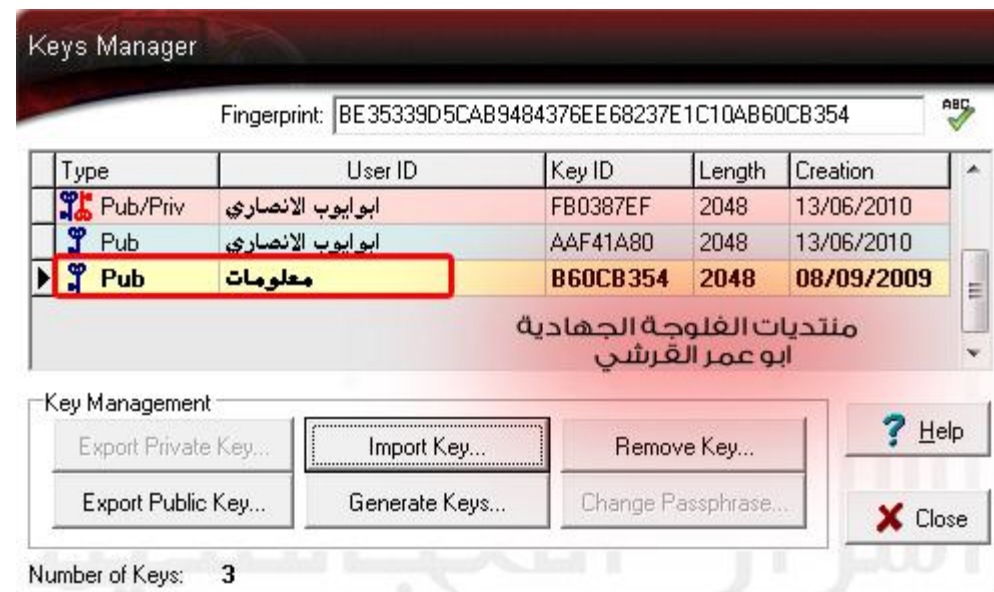 Keys Manager
Fingerprint: BE35339D5CAB9484376EE68237E1C10AB60CB354
ABC
Type User ID Key ID Length Creation
Pub/Priv ابو ايوب الانصاري FB0387EF 2048 13/06/2010
Pub ابو ايوب الانصاري AAF41A80 2048 13/06/2010
Pub معلومات B60CB354 2048 08/09/2009
منتديات الفلوجة الجهادية
ابو عمر القرشي
Key Management
Export Private Key... Import Key... Remove Key... Help
Export Public Key... Generate Keys... Change Passphrase... Close
Number of Keys: 3